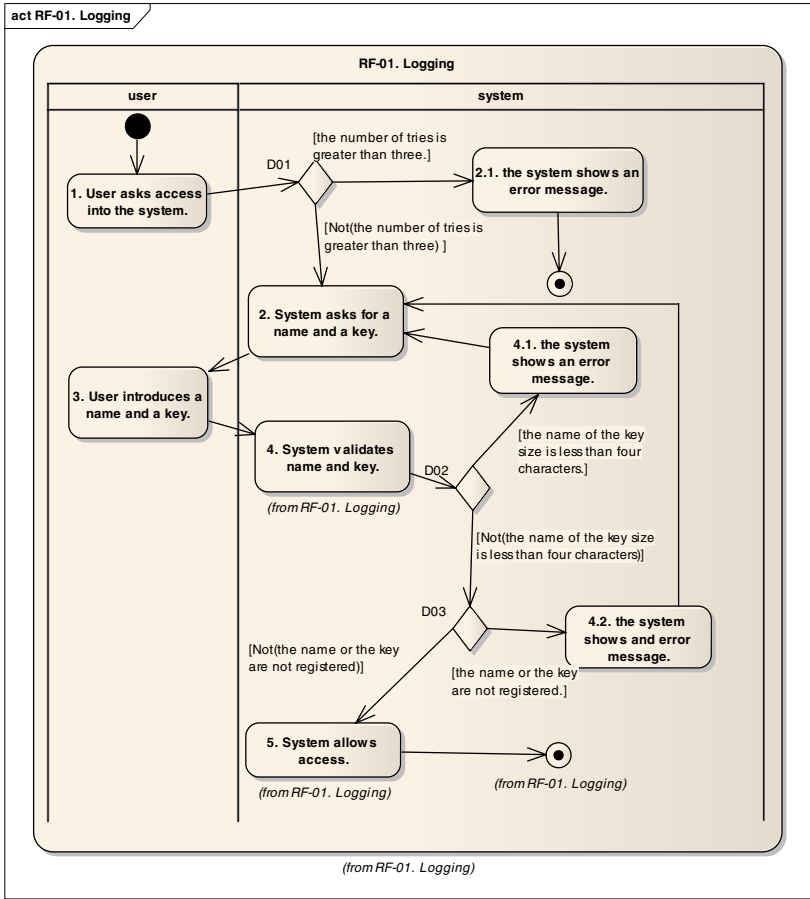 act RF-01. Logging
RF-01. Logging
user
system
[the number of tries is
greater than three.]
D01
1. User asks access
into the system.
2.1. the system shows an
error message.
[Not(the number of tries is
greater than three) ]
2. System asks for a
name and a key.
4.1. the system
shows an error
message.
3. User introduces a
name and a key.
4. System validates
name and key.
(from RF-01. Logging)
D02
[the name of the key
size is less than four
characters.]
[Not(the name of the key size
is less than four characters)]
D03
4.2. the system
shows and error
message.
[Not(the name or the key
are not registered)]
[the name or the key
are not registered.]
5. System allows
access.
(from RF-01. Logging)
(from RF-01. Logging)
(from RF-01. Logging)